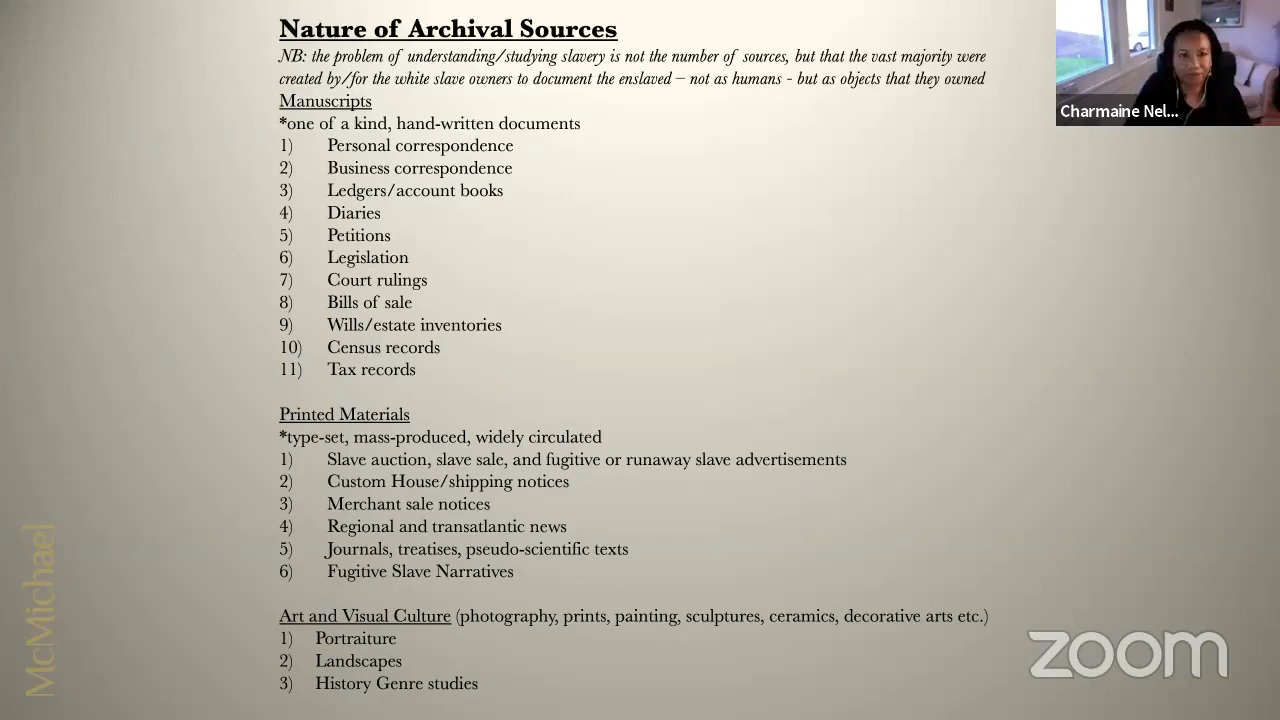 Nature of Archival Sources
NB: the problem of understanding/studying slavery is not the number of sources, but that the vast majority were
created by/for the white slave owners to document the enslaved – not as humans - but as objects that they owned
Manuscripts
*one of a kind, hand-written documents
1) Personal correspondence
2) Business correspondence
3) Ledgers/account books
4) Diaries
5) Petitions
6) Legislation
7) Court rulings
8) Bills of sale
9) Wills/estate inventories
10) Census records
11) Tax records
Printed Materials
*type-set, mass-produced, widely circulated
1) Slave auction, slave sale, and fugitive or runaway slave advertisements
2) Custom House/shipping notices
3) Merchant sale notices
4) Regional and transatlantic news
5) Journals, treatises, pseudo-scientific texts
6) Fugitive Slave Narratives
Art and Visual Culture (photography, prints, painting, sculptures, ceramics, decorative arts etc.)
1) Portraiture
2) Landscapes
3) History Genre studies
Charmaine Nel...
McMichael
zoom